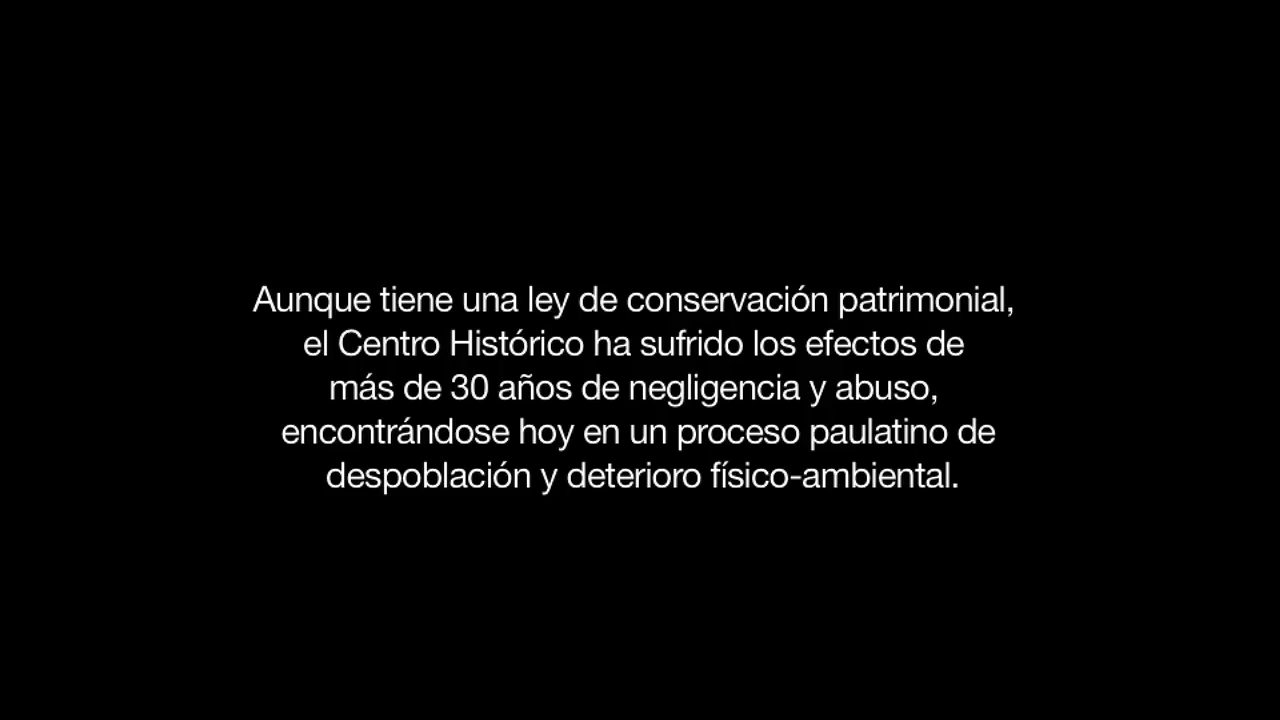 Aunque tiene una ley de conservación patrimonial,
el Centro Histórico ha sufrido los efectos de
más de 30 años de negligencia y abuso,
encontrándose hoy en un proceso paulatino de
despoblación y deterioro físico-ambiental.